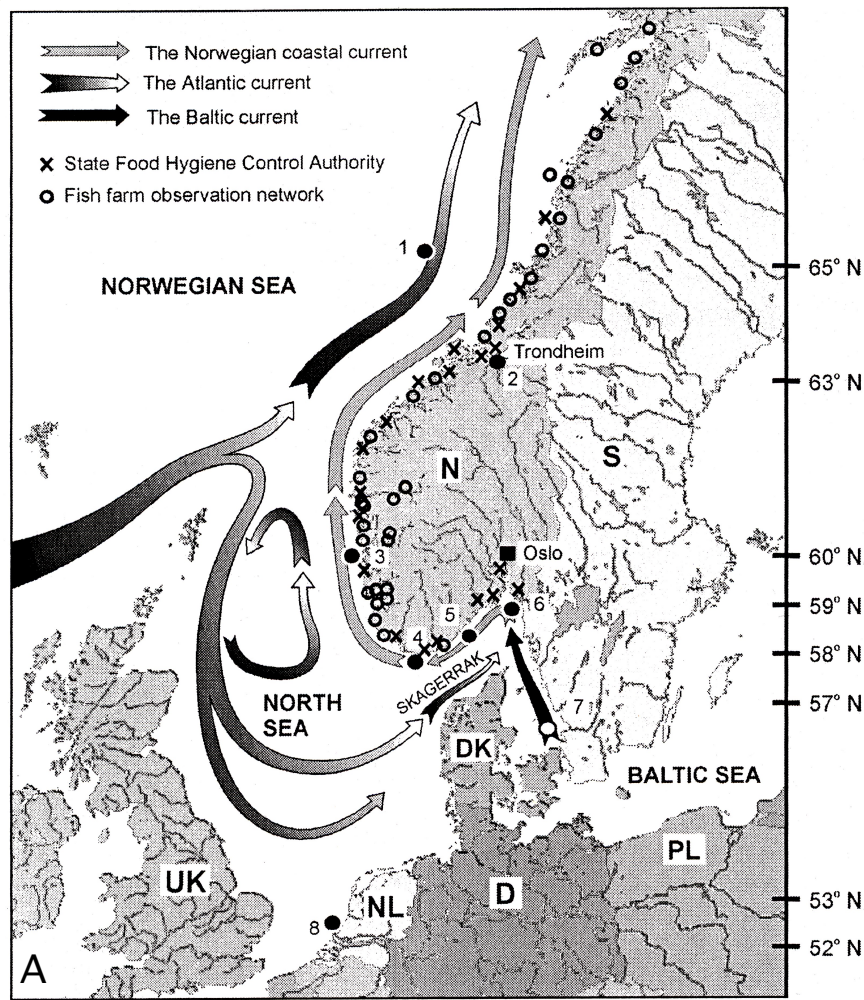 The Norwegian coastal current
The Atlantic current
The Baltic current
State Food Hygiene Control Authority
Fish farm observation network
1
NORWEGIAN SEA
65° N
Trondheim
2
63° N
N
S
3
Oslo
60° N
5
6
59° N
4
58° N
SKAGERRAK
NORTH
SEA
7
57° N
DK
BALTIC SEA
PL
UK
NL
D
53° N
8
52° N
A